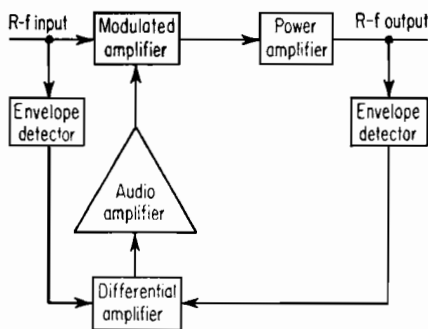 R-f input
Modulated
amplifier
Power
amplifier
R-f output
Envelope
detector
Envelope
detector
Audio
amplifier
Differential
amplifier